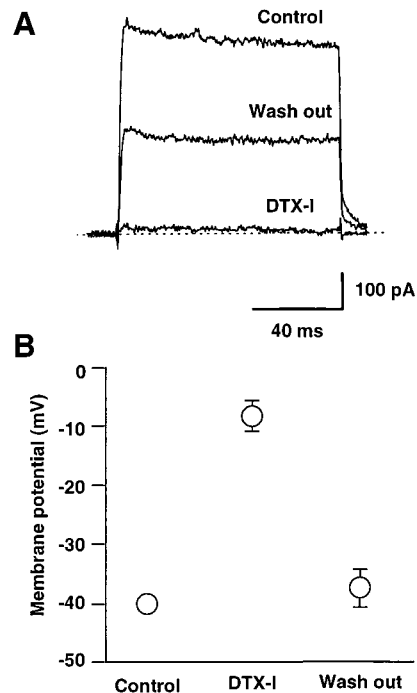 A
Control
Wash out
DTX-I
100 pA
40 ms
B
Membrane potential (mV)
0
-10
-20
-30
-40
-50
Control
DTX-I
Wash out